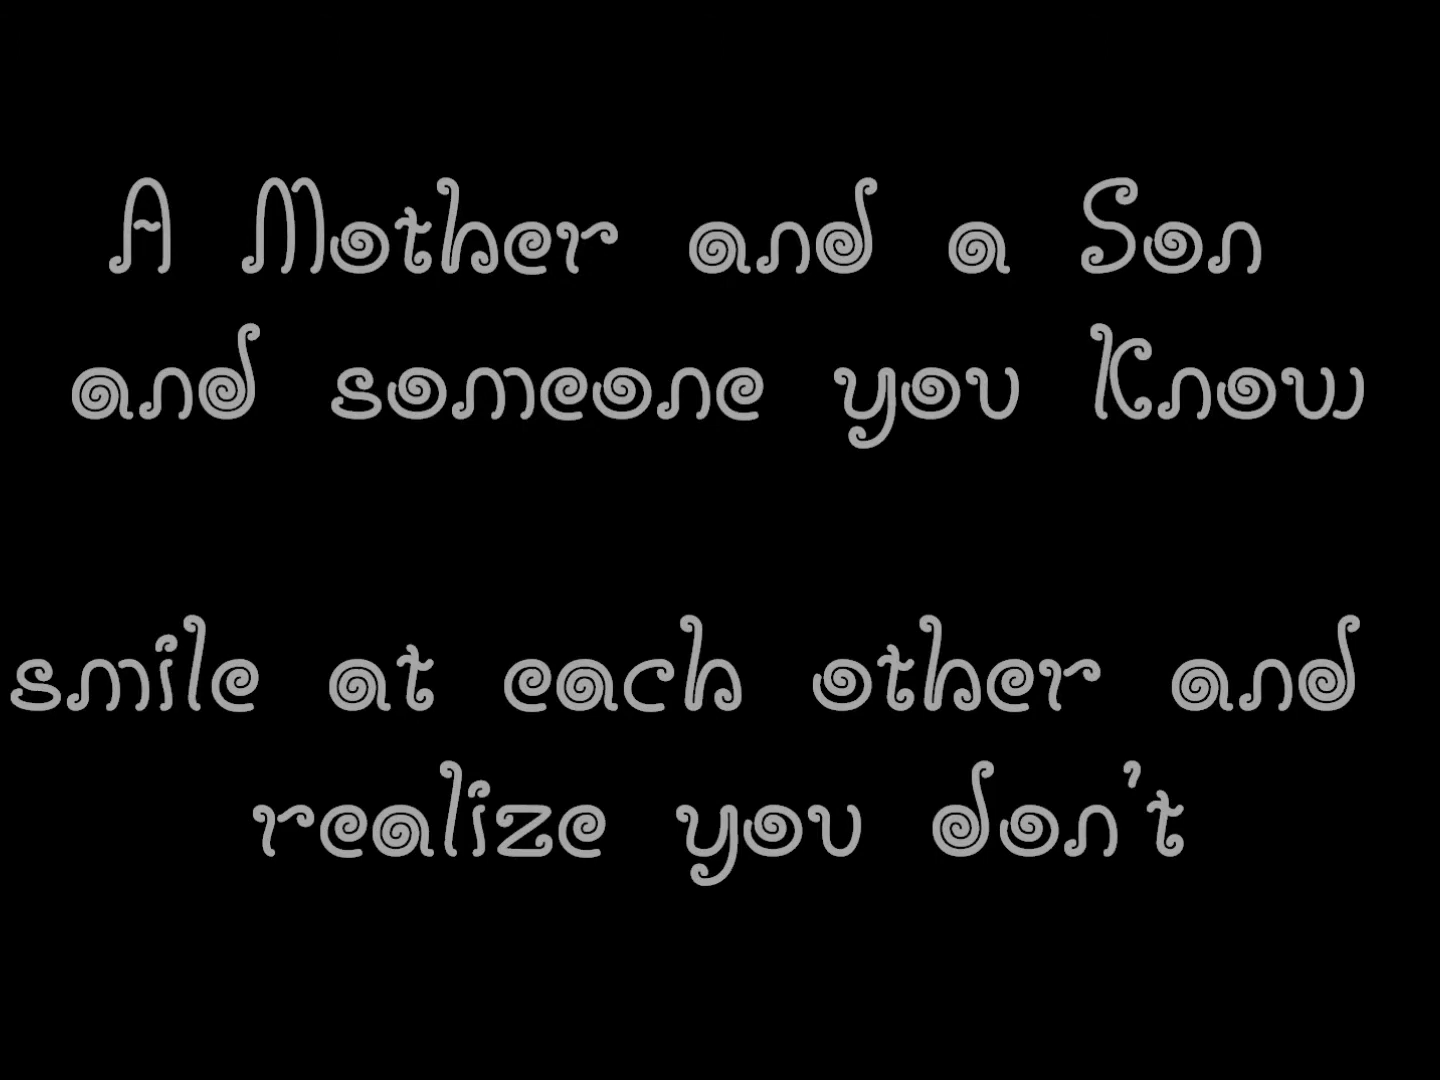 A Mother and a Son
and someone you Know
smile at each other and
realize you don't